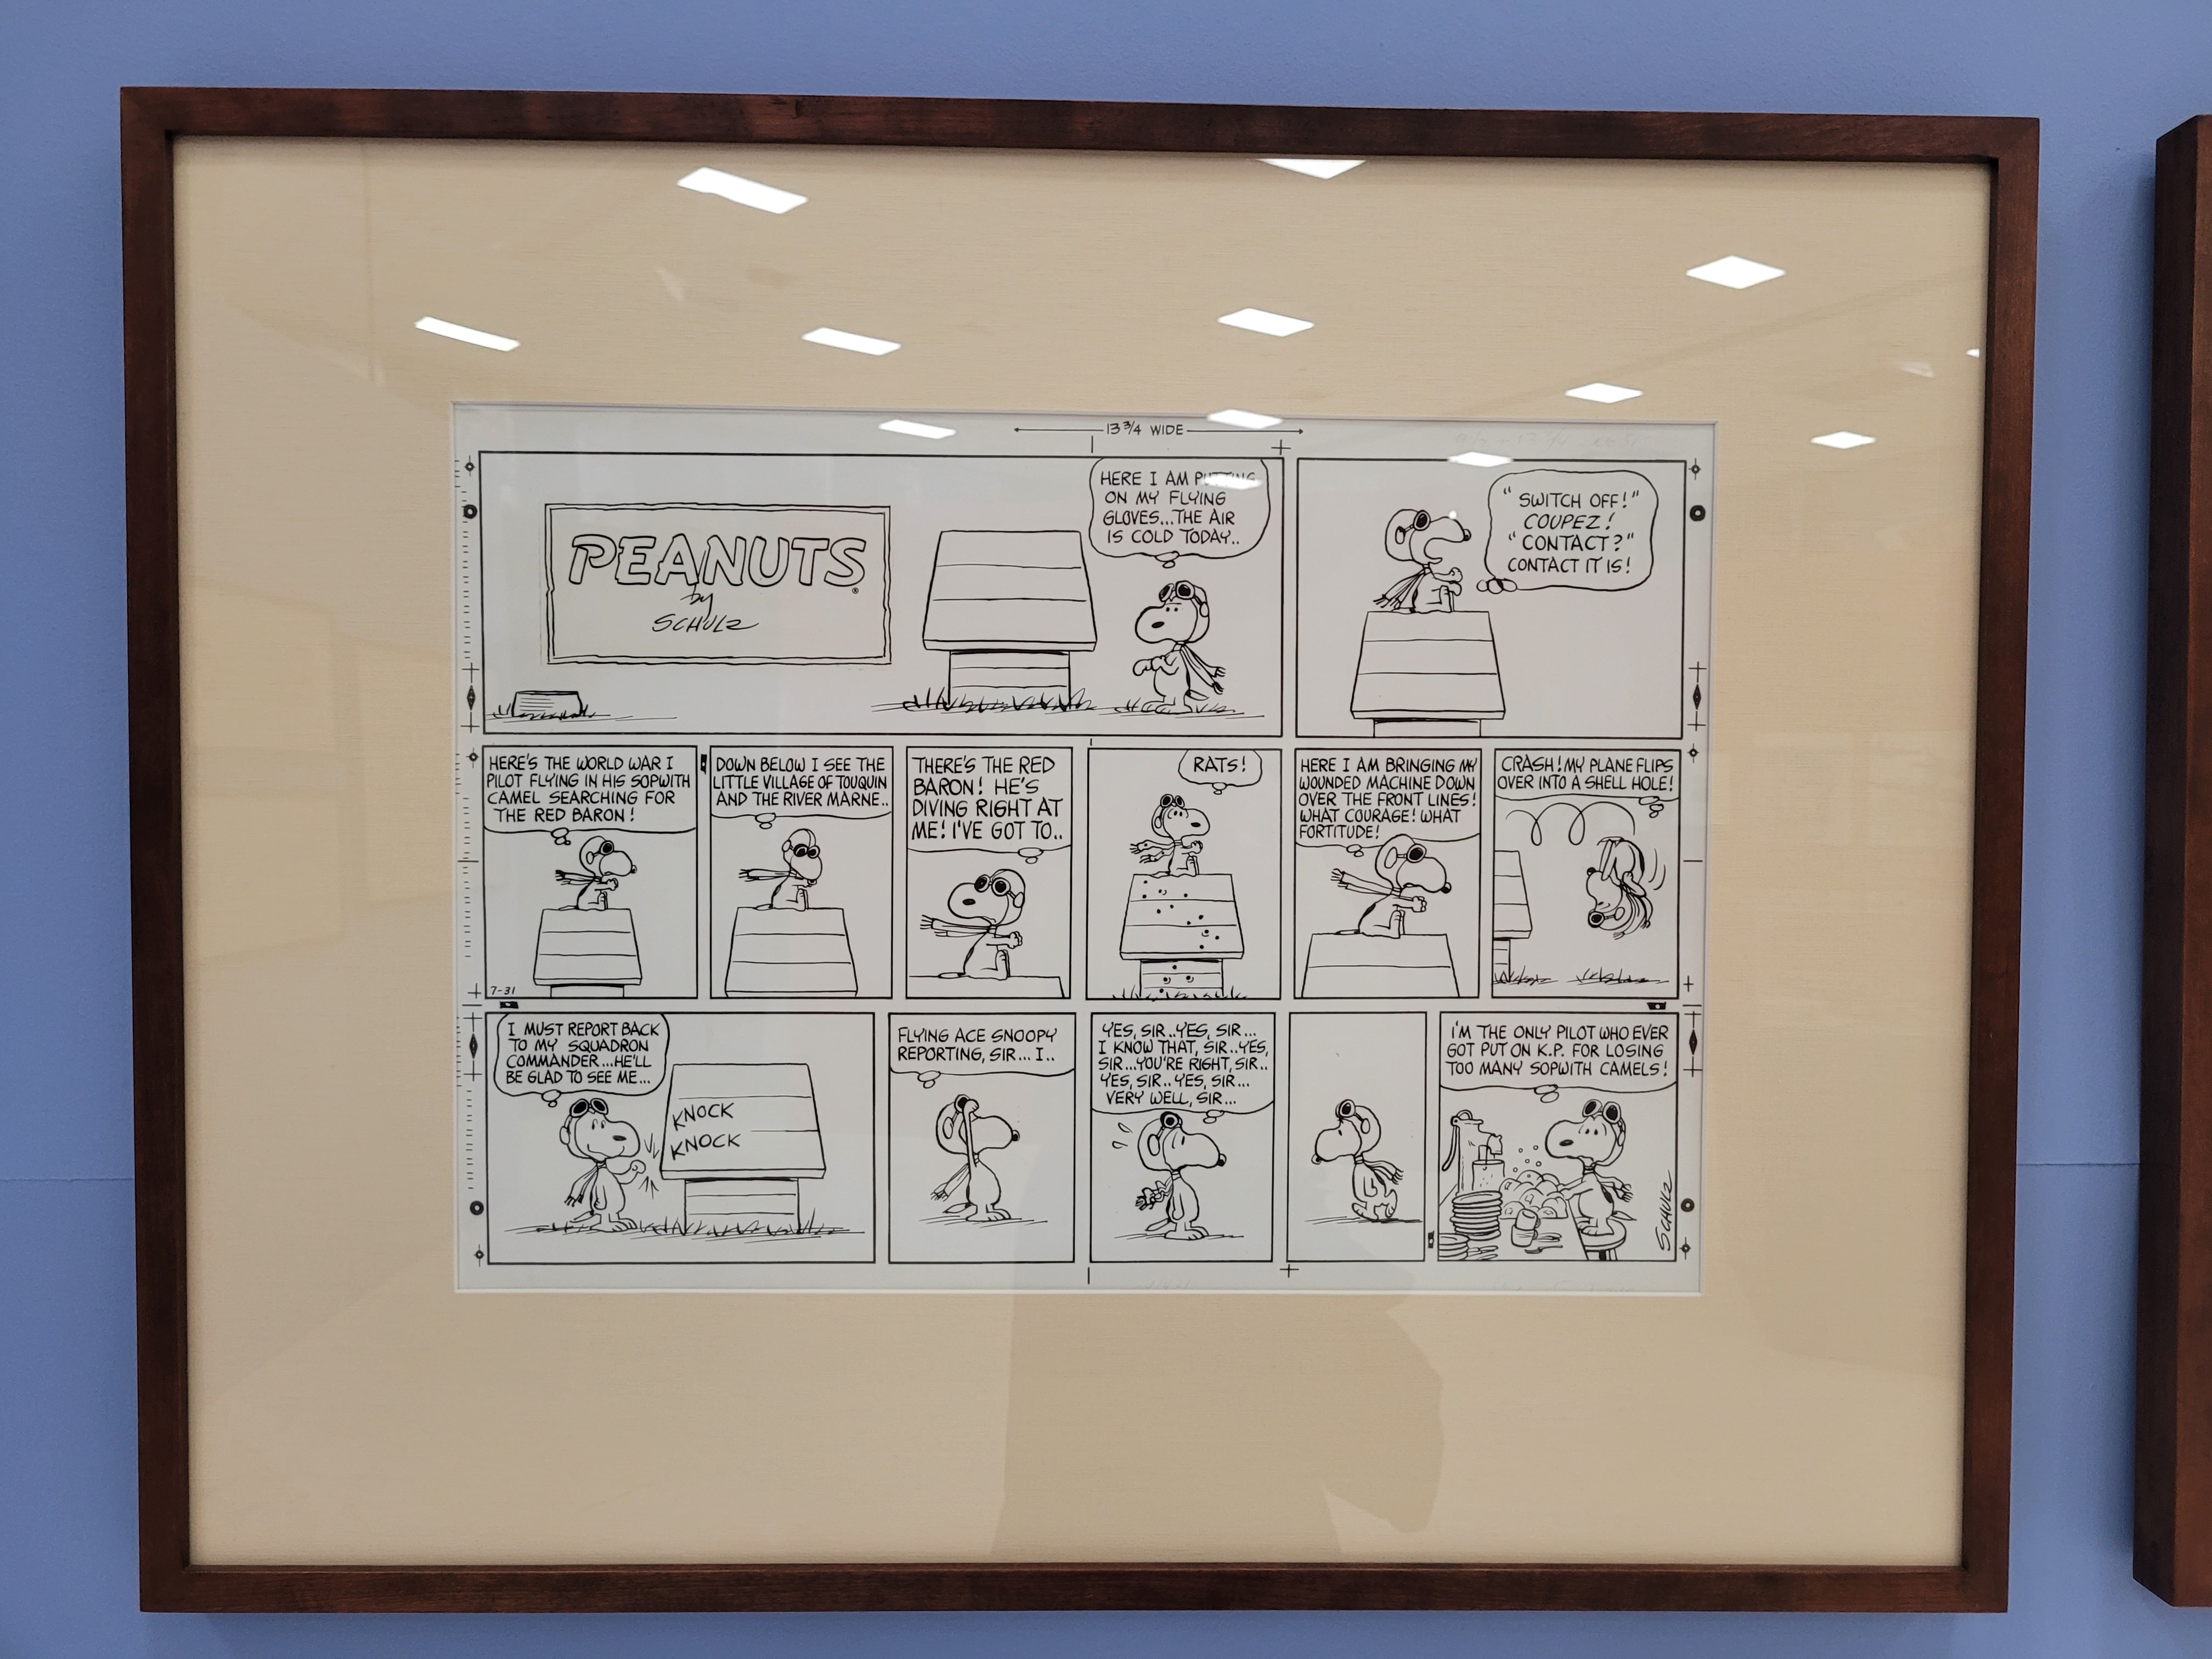 13 3/4 WIDE
PEANUTS
by
SCHULZ
HERE I AM
ON MY FLYING
GLOVES...THE AIR
IS COLD TODAY..
"SWITCH OFF!"
COUPEZ!
"CONTACT?"
CONTACT IT IS!
HERE'S THE WORLD WAR I
PILOT FLYING IN HIS SOPWITH
CAMEL SEARCHING FOR
THE RED BARON!
7-31
DOWN BELOW I SEE THE
LITTLE VILLAGE OF TOUQUIN
AND THE RIVER MARNE..
THERE'S THE RED
BARON! HE'S
DIVING RIGHT AT
ME! I'VE GOT TO..
RATS!
HERE I AM BRINGING MY
WOUNDED MACHINE DOWN
OVER THE FRONT LINES!
WHAT COURAGE! WHAT
FORTITUDE!
CRASH! MY PLANE FLIPS
OVER INTO A SHELL HOLE!
I MUST REPORT BACK
TO MY SQUADRON
COMMANDER...HE'LL
BE GLAD TO SEE ME...
KNOCK
KNOCK
FLYING ACE SNOOPY
REPORTING, SIR... I..
YES, SIR..YES, SIR...
I KNOW THAT, SIR..YES,
SIR...YOU'RE RIGHT, SIR..
YES, SIR.. YES, SIR...
VERY WELL, SIR...
I'M THE ONLY PILOT WHO EVER
GOT PUT ON K.P. FOR LOSING
TOO MANY SOPWITH CAMELS!
SCHULZ